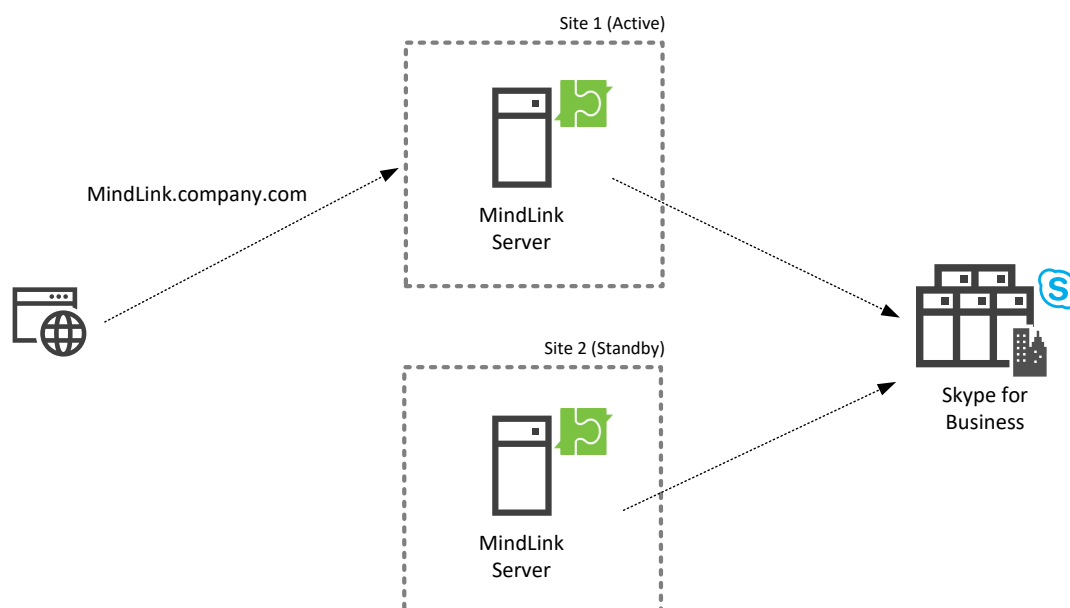 Site 1 (Active)
MindLink.company.com
MindLink
Server
S
Site 2 (Standby)
Skype for
Business
MindLink
Server